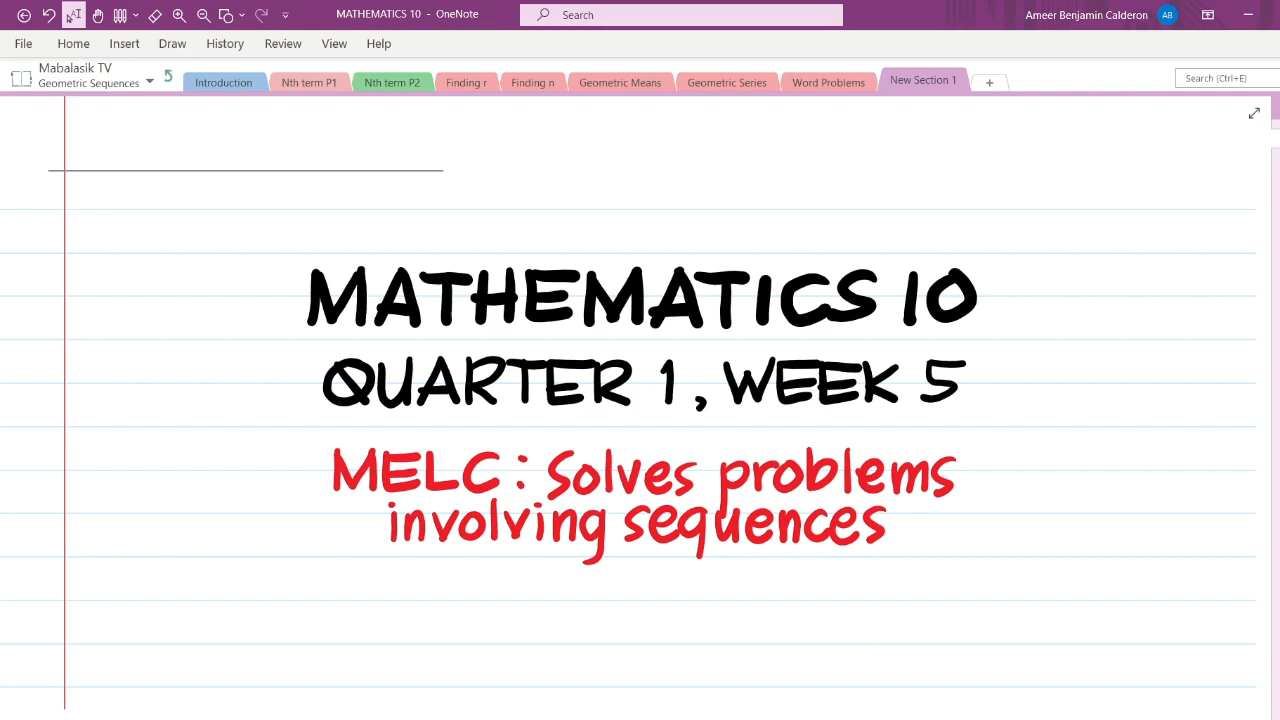 MATHEMATICS 10 - OneNote
Search
Ameer Benjamin Calderon AB
File Home Insert Draw History Review View Help
Mabalasik TV
Geometric Sequences
Introduction Nth term P1 Nth term P2 Finding r Finding n Geometric Means Geometric Series Word Problems New Section 1 +
Search (Ctrl+E)
MATHEMATICS 10
QUARTER 1, WEEK 5
MELC: Solves problems
involving sequences